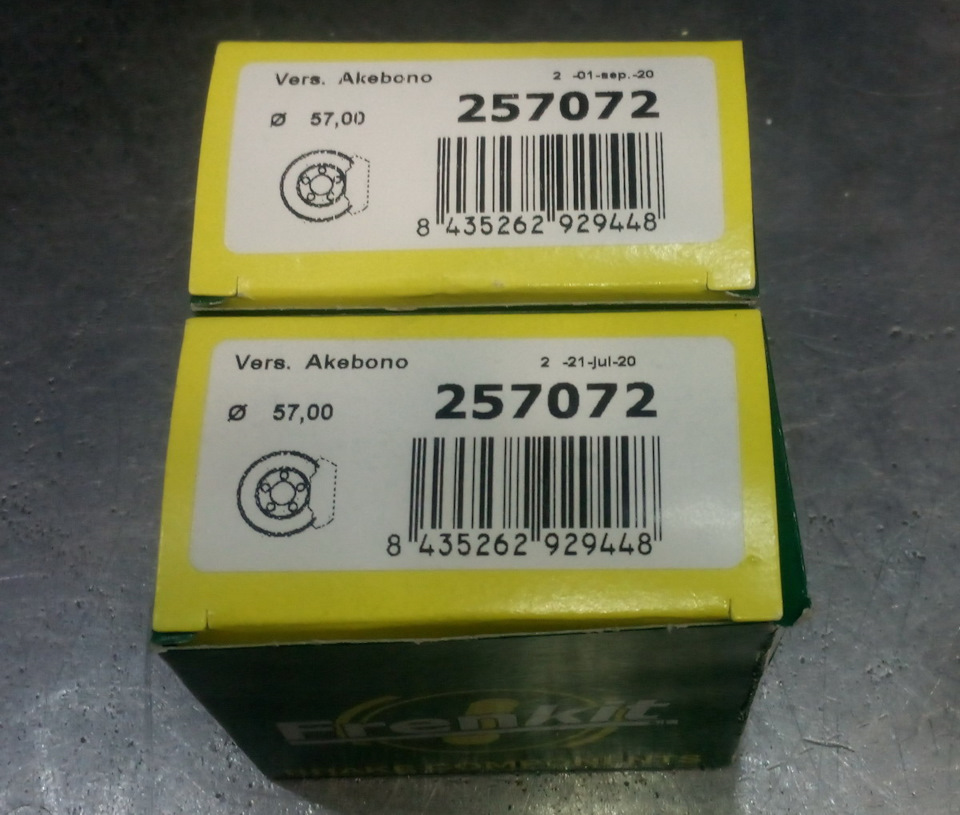 Vers. Akebono 2 -01-sep.-20
257072
Ø 57,00
8 435262 929448
Vers. Akebono 2 -21-jul-20
257072
Ø 57,00
8 435262 929448
Frenkit
COMPONENTS